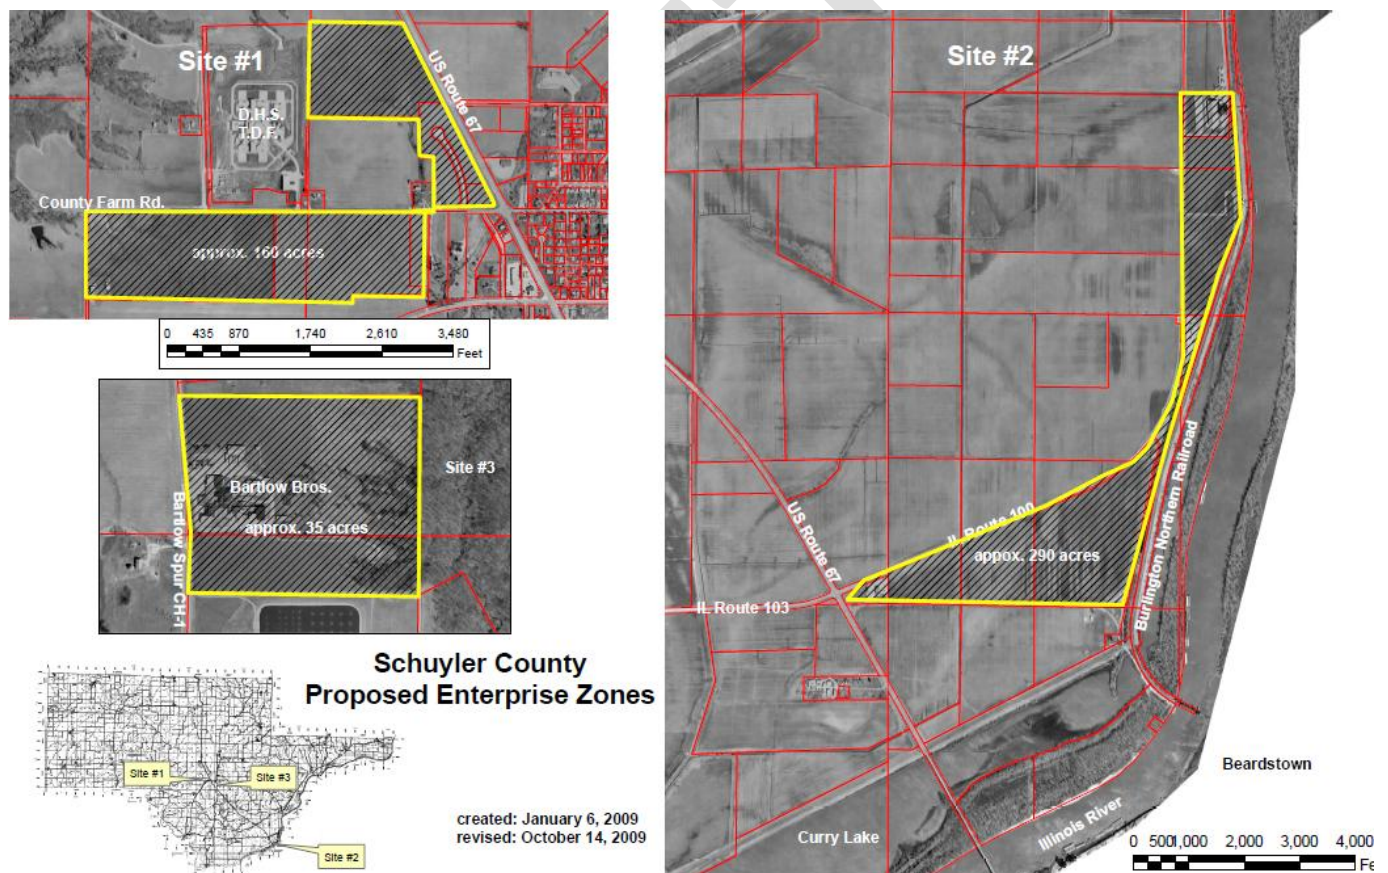 Site #1
US Route 67
D.H.S.
T.D.F.
County Farm Rd.
approx. 160 acres
0 435 870 1,740 2,610 3,480
Feet
Site #3
Bartlow Bros.
approx. 35 acres
Bartlow Spur CH-1
Schuyler County
Proposed Enterprise Zones
Site #1
Site #3
Site #2
created: January 6, 2009
revised: October 14, 2009
Site #2
Burlington Northern Railroad
US Route 67
IL Route 100
appox. 290 acres
IL Route 103
Beardstown
Illinois River
Curry Lake
0 500 1,000 2,000 3,000 4,000
Fe